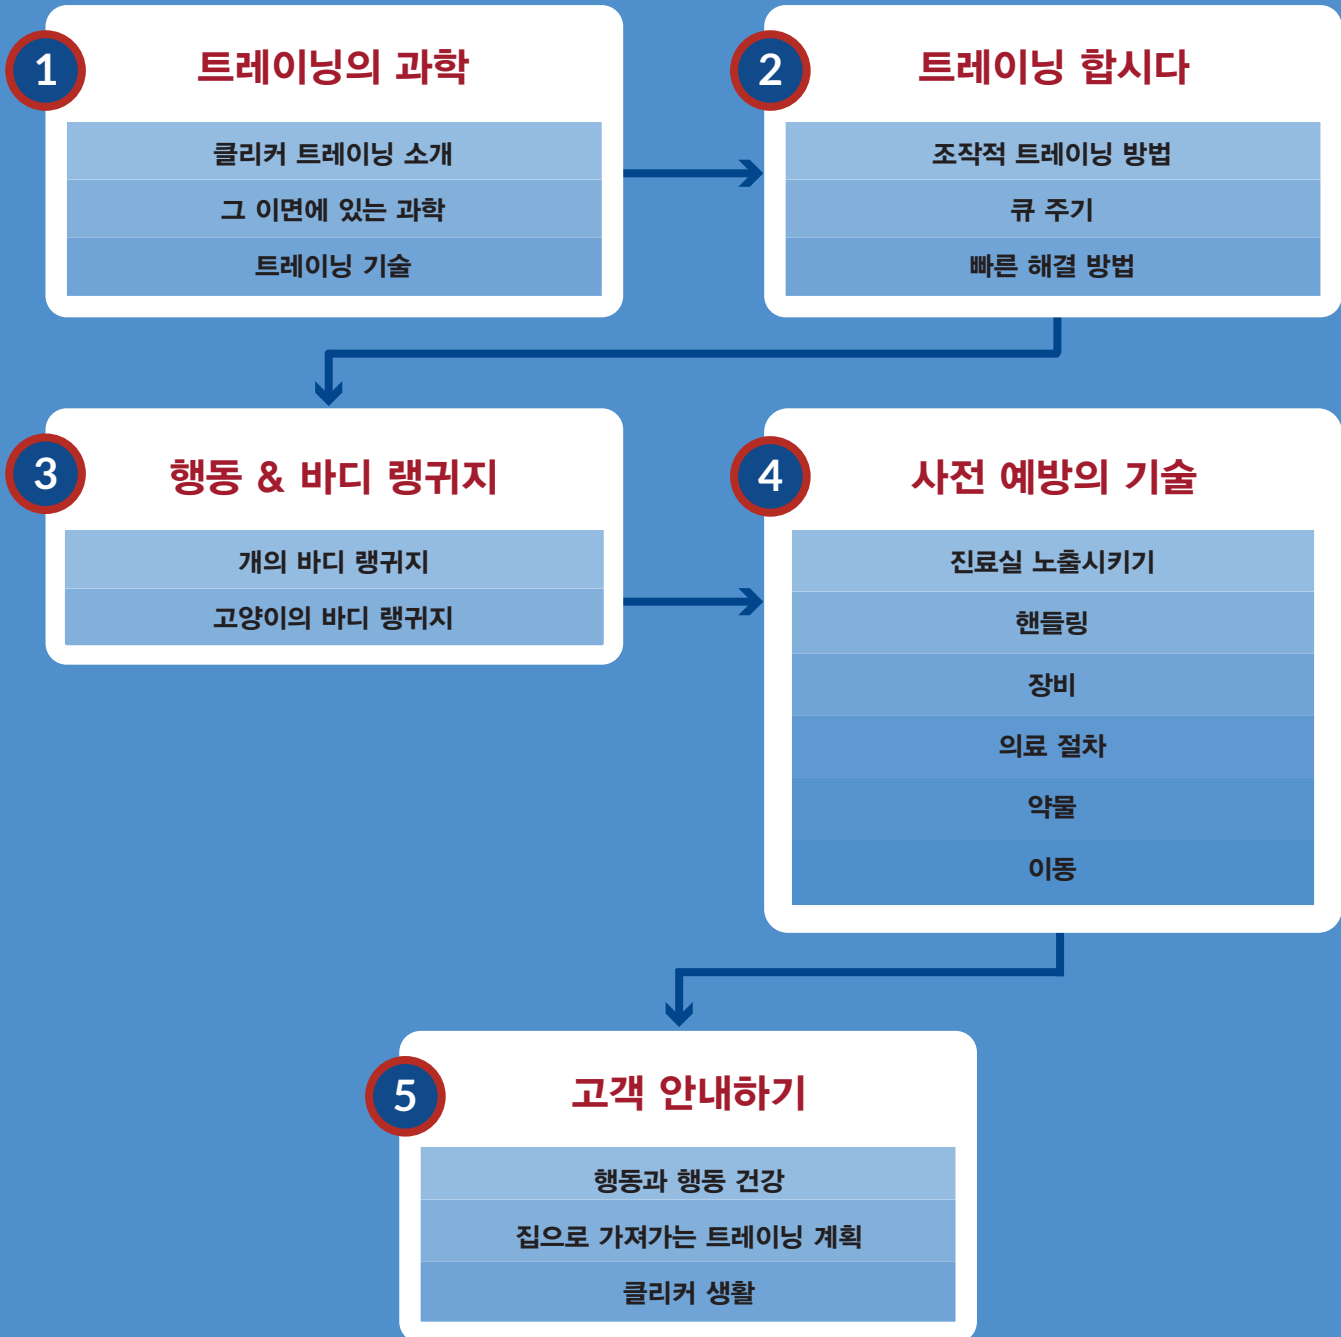 1
트레이닝의 과학
클리커 트레이닝 소개
그 이면에 있는 과학
트레이닝 기술
2
트레이닝 합시다
조작적 트레이닝 방법
큐 주기
빠른 해결 방법
3
행동 & 바디 랭귀지
개의 바디 랭귀지
고양이의 바디 랭귀지
4
사전 예방의 기술
진료실 노출시키기
핸들링
장비
의료 절차
약물
이동
5
고객 안내하기
행동과 행동 건강
집으로 가져가는 트레이닝 계획
클리커 생활